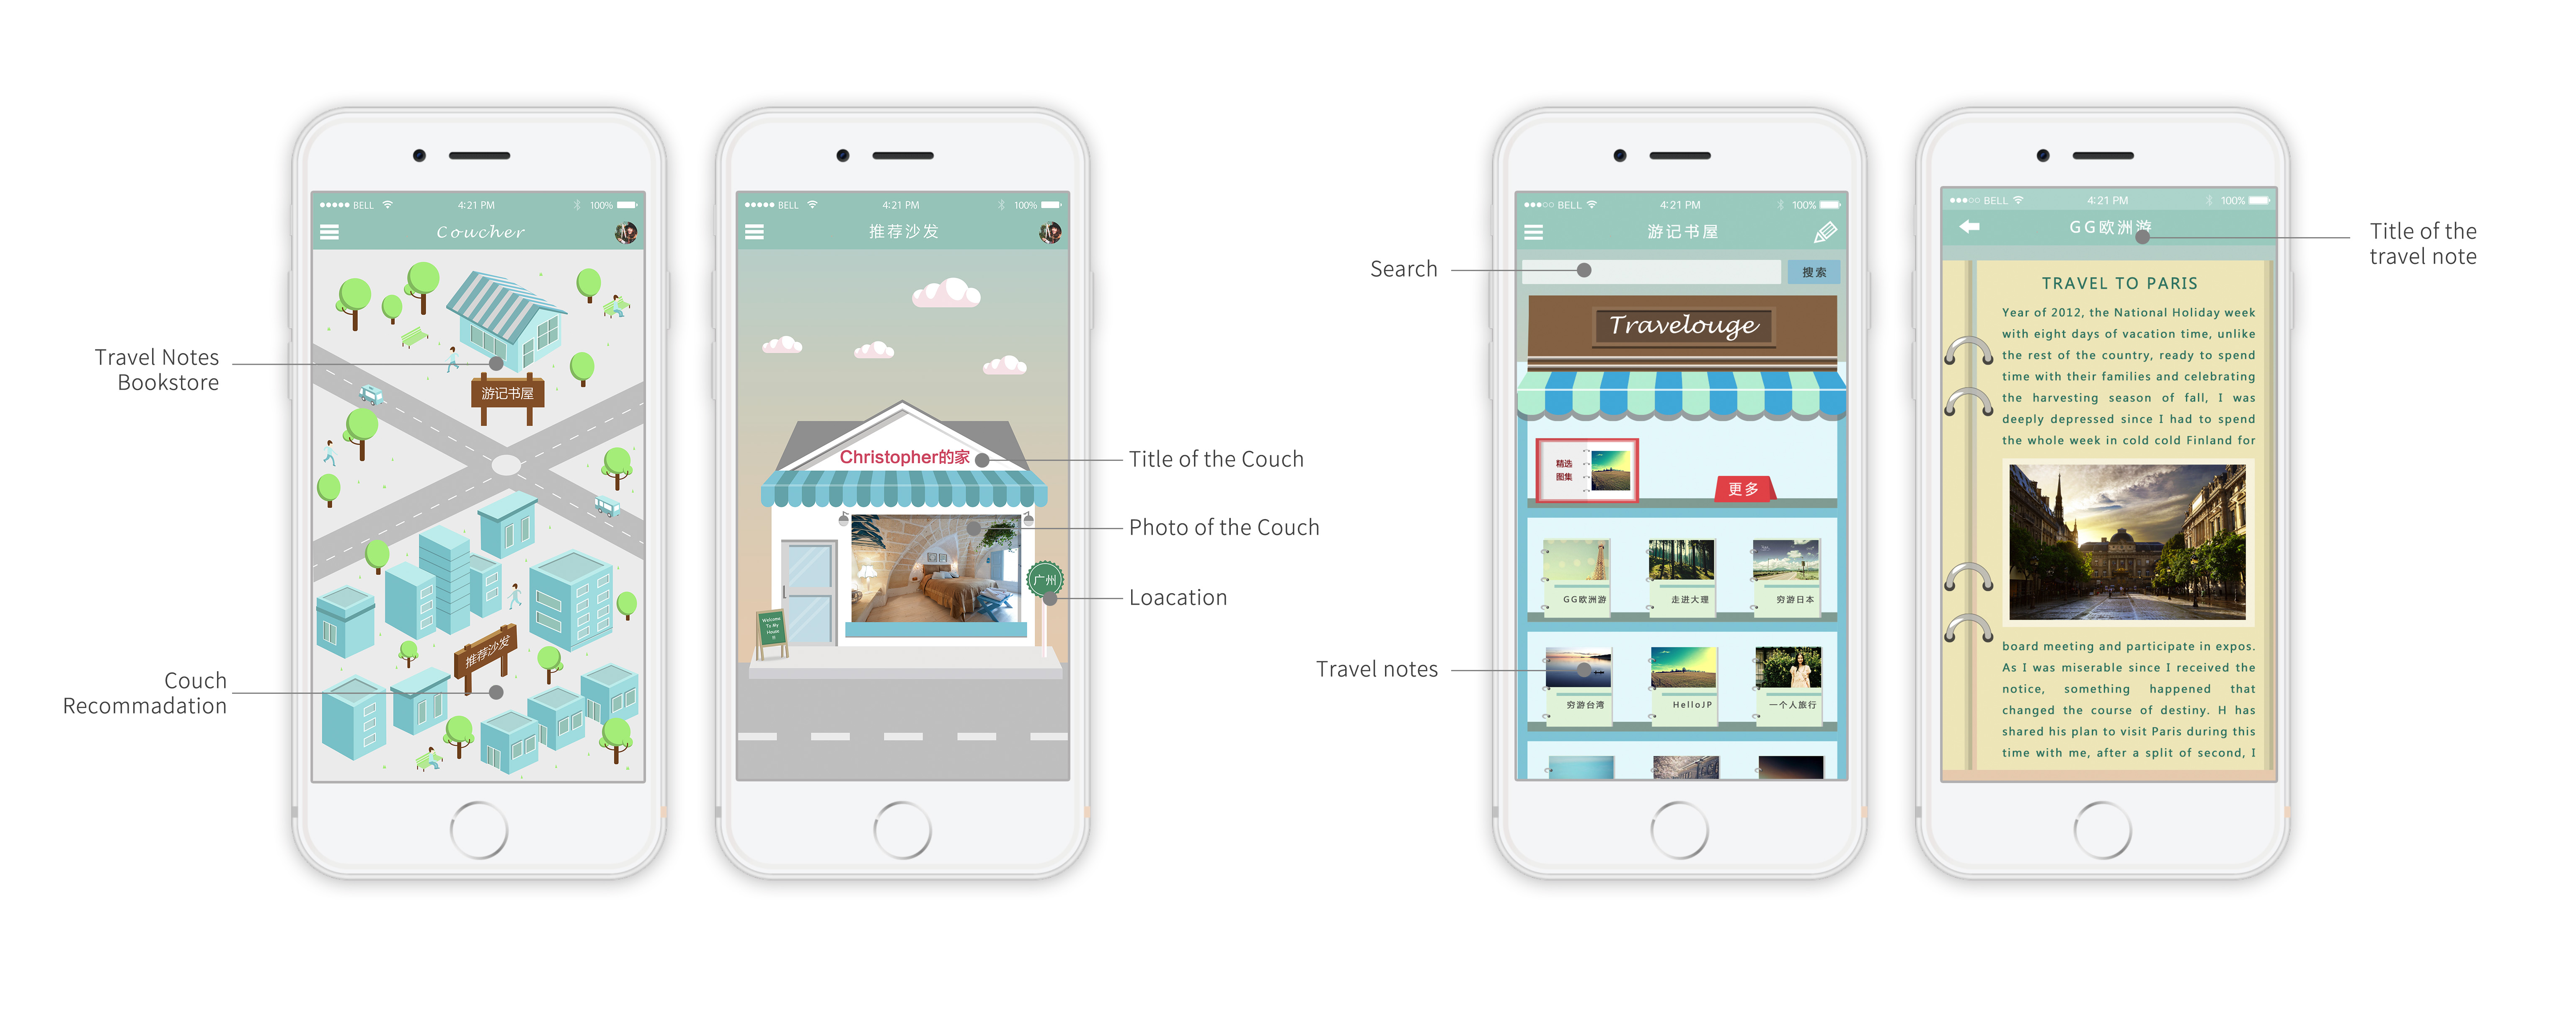 BELL 4:21 PM 100%
Coucher
Travel Notes
Bookstore
游记书屋
推荐沙发
Couch
Recommadation
BELL 4:21 PM 100%
推荐沙发
Christopher的家
Title of the Couch
Photo of the Couch
广州
Loacation
Welcome
To My
House
BELL 4:21 PM 100%
游记书屋
Search
搜索
Travelouge
精选
图集
更多
GG欧洲游 走进大理 穷游日本
Travel notes
穷游台湾 HelloJP 一个人旅行
BELL 4:21 PM 100%
GG欧洲游
Title of the
travel note
TRAVEL TO PARIS
Year of 2012, the National Holiday week
with eight days of vacation time, unlike
the rest of the country, ready to spend
time with their families and celebrating
the harvesting season of fall, I was
deeply depressed since I had to spend
the whole week in cold cold Finland for
board meeting and participate in expos.
As I was miserable since I received the
notice, something happened that
changed the course of destiny. H has
shared his plan to visit Paris during this
time with me, after a split of second, I